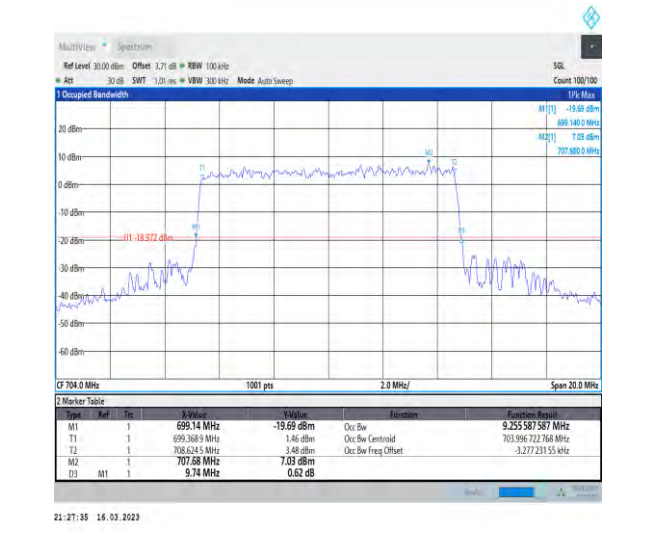 MultiView Spectrum
Ref Level 30.00 dBm Offset 3.71 dB RBW 100 kHz SGL
Att 30 dB SWT 1.01 ms VBW 300 kHz Mode Auto Sweep Count 100/100
1 Occupied Bandwidth 1Pk Max
M1[1] -19.69 dBm
699.140 0 MHz
M2[1] 7.03 dBm
707.680 0 MHz
20 dBm
10 dBm
0 dBm
-10 dBm
-20 dBm
-30 dBm
-40 dBm
-50 dBm
-60 dBm
M2
T1
T2
M1
D3
H1 -18.972 dBm
CF 704.0 MHz 1001 pts 2.0 MHz/ Span 20.0 MHz
2 Marker Table
Type Ref Trc X-Value Y-Value Function Function Result
M1 1 699.14 MHz -19.69 dBm Occ Bw 9.255 587 587 MHz
T1 1 699.368 9 MHz 1.46 dBm Occ Bw Centroid 703.996 722 768 MHz
T2 1 708.624 5 MHz 3.48 dBm Occ Bw Freq Offset -3.277 231 55 kHz
M2 1 707.68 MHz 7.03 dBm
D3 M1 1 9.74 MHz 0.62 dB
21:27:35 16.03.2023